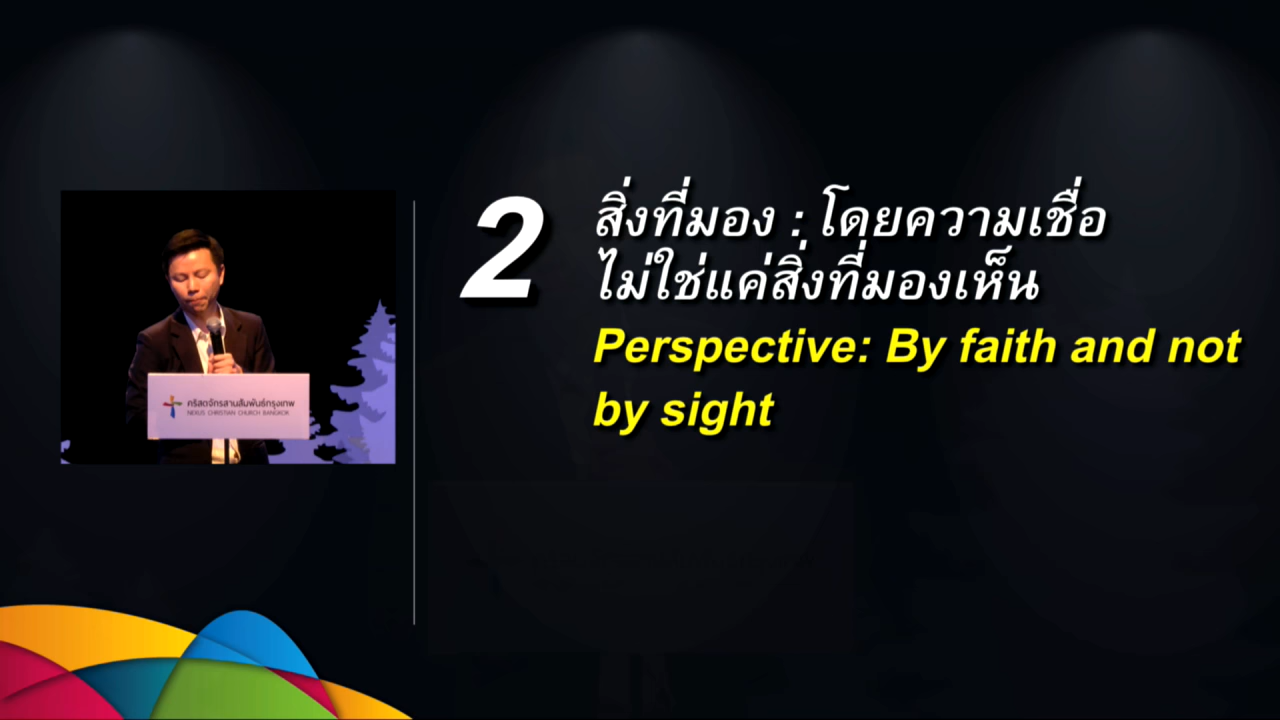 2
สิ่งที่มอง : โดยความเชื่อ
ไม่ใช่แค่สิ่งที่มองเห็น
Perspective: By faith and not
by sight
คริสตจักรสานสัมพันธ์กรุงเทพ
NEXUS CHRISTIAN CHURCH BANGKOK